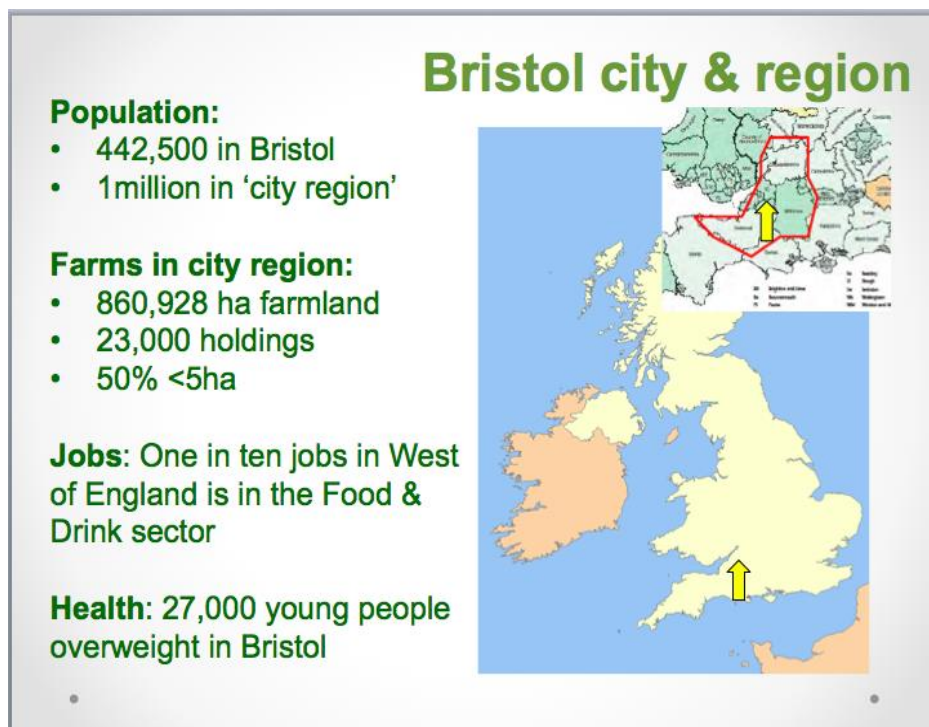 Bristol city & region
Population:
• 442,500 in Bristol
• 1million in ‘city region’
Farms in city region:
• 860,928 ha farmland
• 23,000 holdings
• 50% <5ha
Jobs: One in ten jobs in West
of England is in the Food &
Drink sector
Health: 27,000 young people
overweight in Bristol